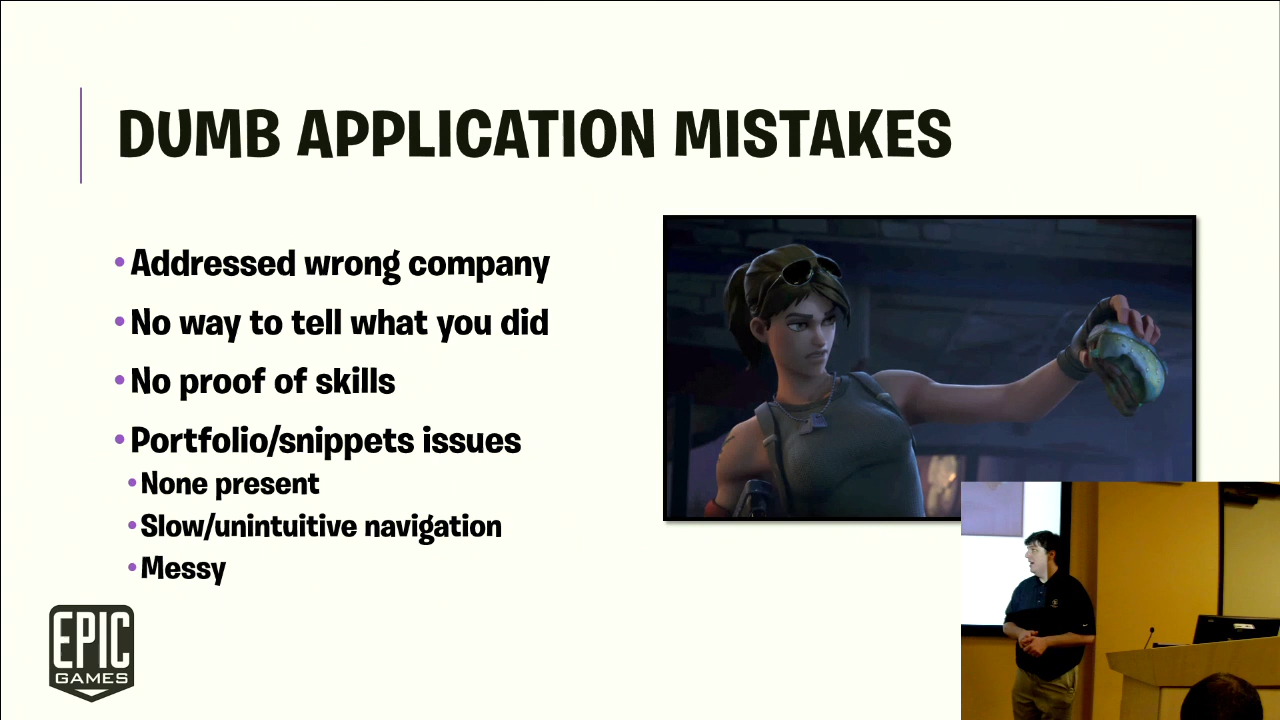 DUMB APPLICATION MISTAKES
• Addressed wrong company
• No way to tell what you did
• No proof of skills
• Portfolio/snippets issues
• None present
• Slow/unintuitive navigation
• Messy
EPIC
GAMES